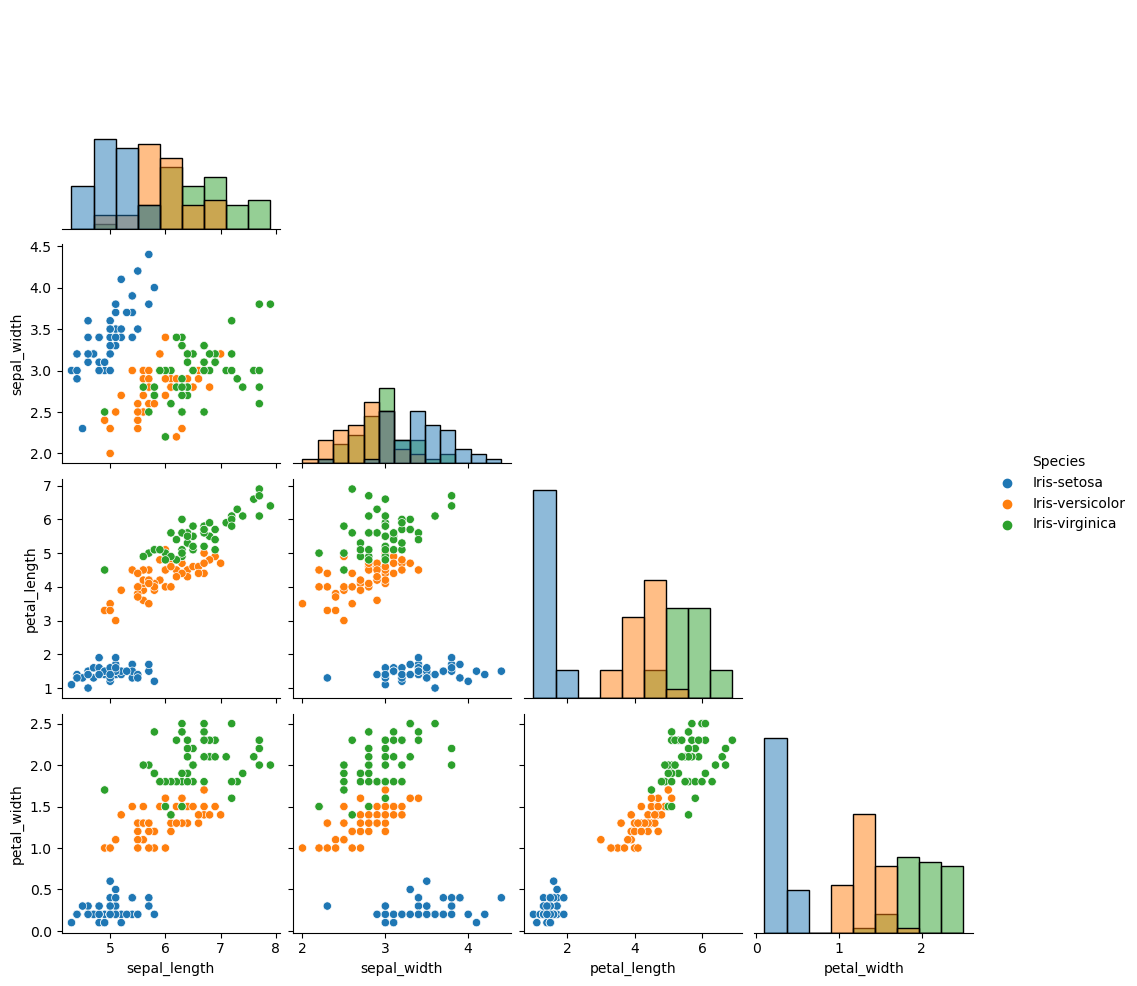 4.5
4.0
3.5
3.0
2.5
2.0
sepal_width
7
6
5
4
3
2
1
petal_length
Species
Iris-setosa
Iris-versicolor
Iris-virginica
2.5
2.0
1.5
1.0
0.5
0.0
petal_width
5 6 7 8
sepal_length
2 3 4
sepal_width
2 4 6
petal_length
0 1 2
petal_width